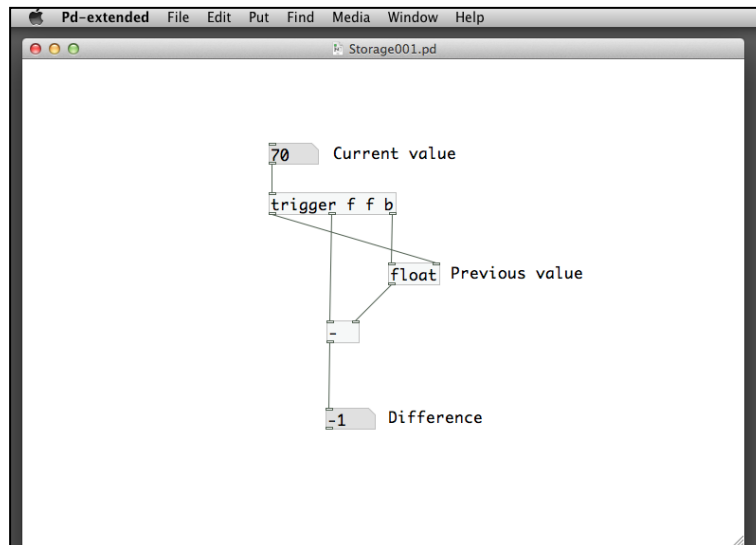 Pd-extended File Edit Put Find Media Window Help
Storage001.pd
70 Current value
trigger f f b
float Previous value
-
-1 Difference